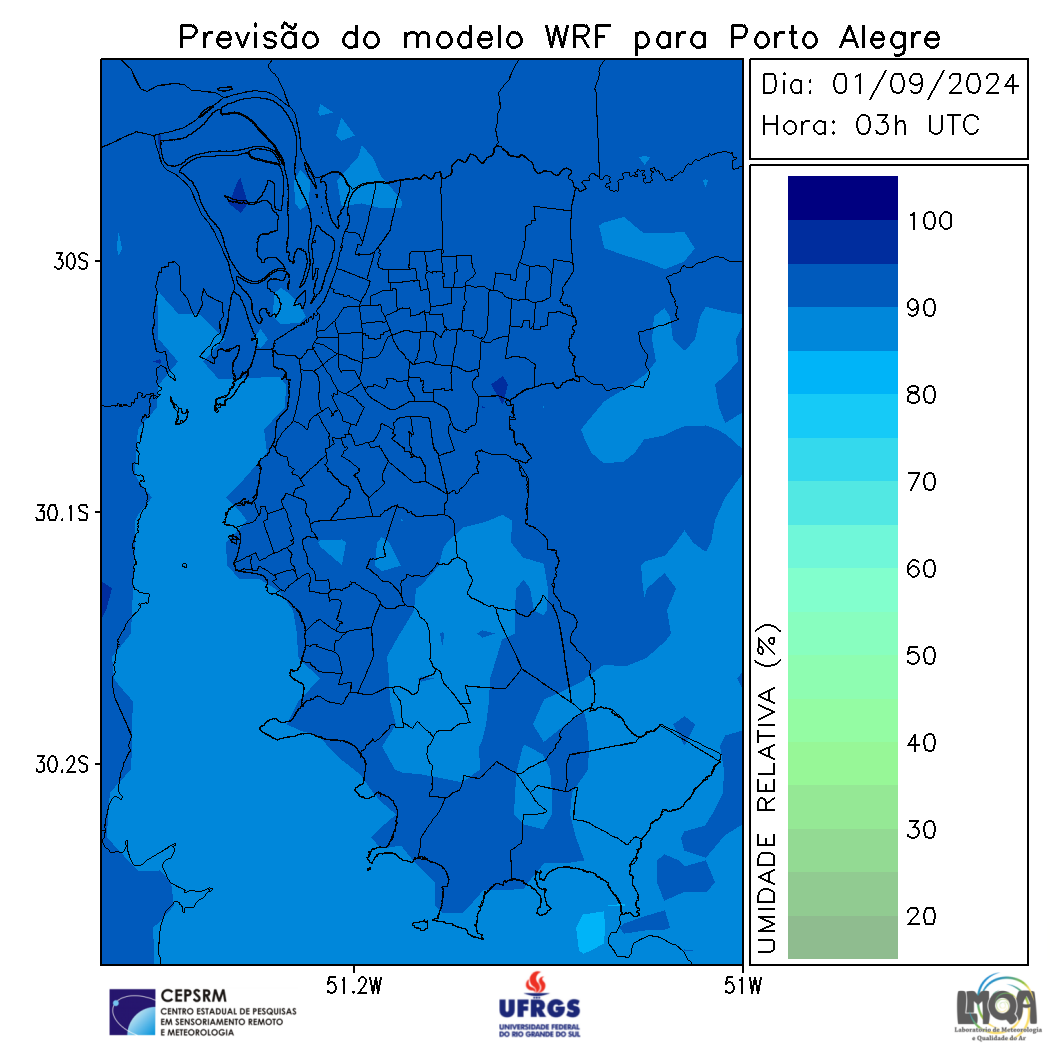 Previsão do modelo WRF para Porto Alegre
Dia: 01/09/2024
Hora: 03h UTC
100
90
80
70
60
50
40
30
20
UMIDADE RELATIVA (%)
30S
30.1S
30.2S
51.2W
51W
CEPSRM
CENTRO ESTADUAL DE PESQUISAS
EM SENSORIAMENTO REMOTO
E METEOROLOGIA
UFRGS
UNIVERSIDADE FEDERAL
DO RIO GRANDE DO SUL
LMQA
Laboratório de Meteorologia
e Qualidade do Ar